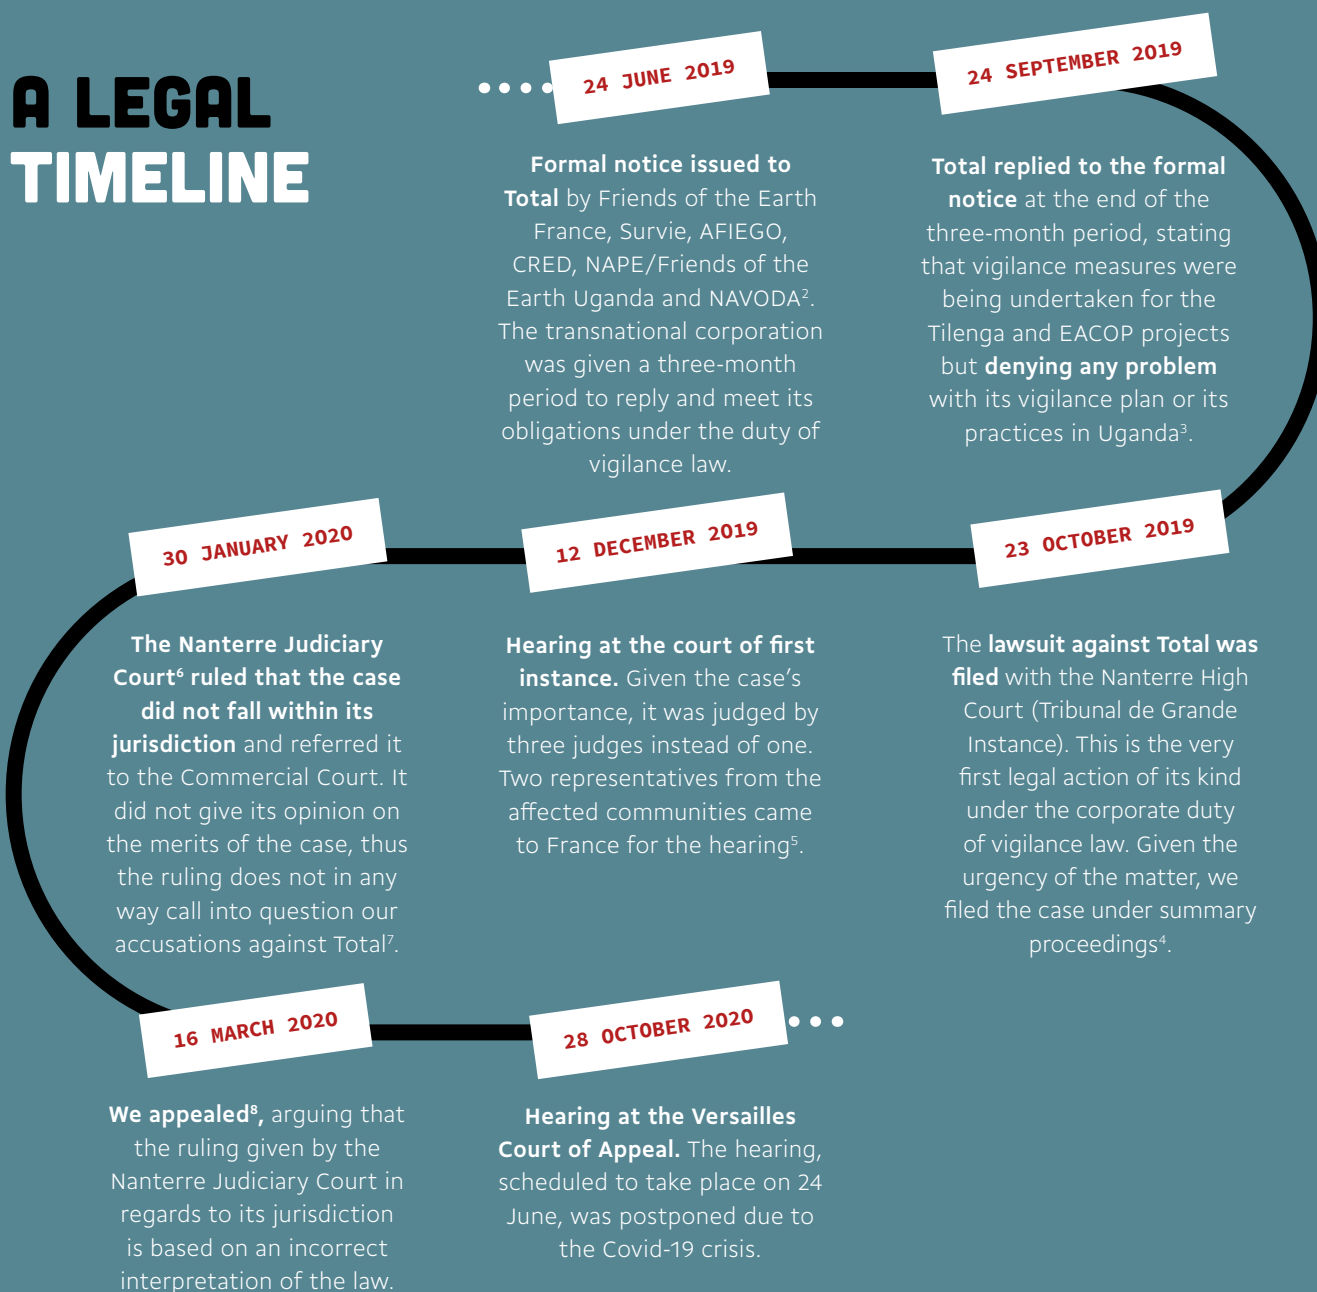 A LEGAL
TIMELINE
24 JUNE 2019
Formal notice issued to
Total by Friends of the Earth
France, Survie, AFIEGO,
CRED, NAPE/Friends of the
Earth Uganda and NAVODA².
The transnational corporation
was given a three-month
period to reply and meet its
obligations under the duty of
vigilance law.
24 SEPTEMBER 2019
Total replied to the formal
notice at the end of the
three-month period, stating
that vigilance measures were
being undertaken for the
Tilenga and EACOP projects
but denying any problem
with its vigilance plan or its
practices in Uganda³.
23 OCTOBER 2019
The lawsuit against Total was
filed with the Nanterre High
Court (Tribunal de Grande
Instance). This is the very
first legal action of its kind
under the corporate duty
of vigilance law. Given the
urgency of the matter, we
filed the case under summary
proceedings⁴.
12 DECEMBER 2019
Hearing at the court of first
instance. Given the case’s
importance, it was judged by
three judges instead of one.
Two representatives from the
affected communities came
to France for the hearing⁵.
30 JANUARY 2020
The Nanterre Judiciary
Court⁶ ruled that the case
did not fall within its
jurisdiction and referred it
to the Commercial Court. It
did not give its opinion on
the merits of the case, thus
the ruling does not in any
way call into question our
accusations against Total⁷.
16 MARCH 2020
We appealed⁸, arguing that
the ruling given by the
Nanterre Judiciary Court in
regards to its jurisdiction
is based on an incorrect
interpretation of the law.
28 OCTOBER 2020
Hearing at the Versailles
Court of Appeal. The hearing,
scheduled to take place on 24
June, was postponed due to
the Covid-19 crisis.